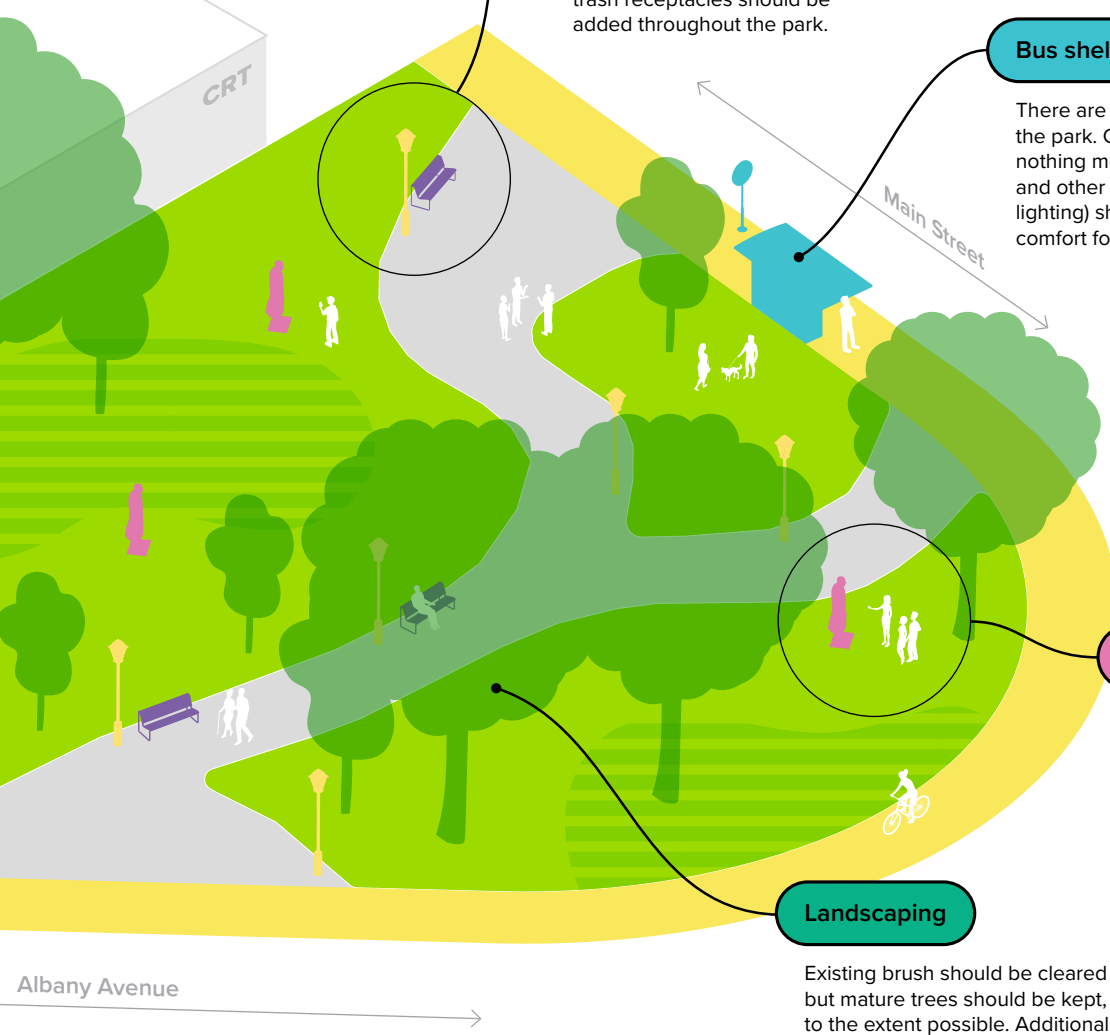 trash receptacles should be
added throughout the park.
CRT
Main Street
Bus shel
There are
the park.
nothing
and other
lighting)
comfort
Landscaping
Existing brush should be cleared
but mature trees should be kept,
to the extent possible. Additional
Albany Avenue